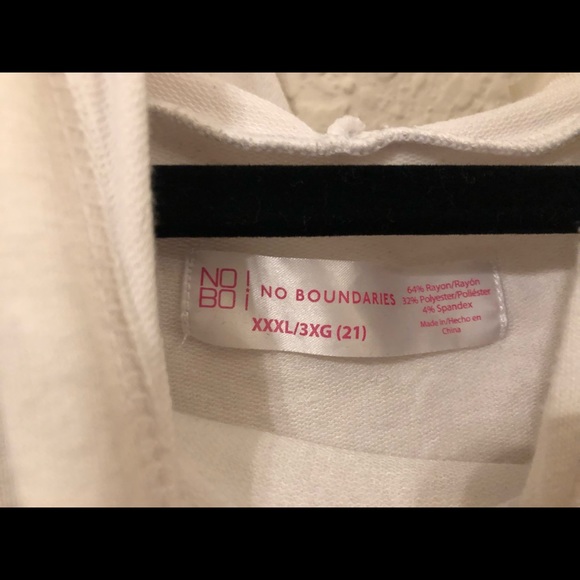 NO
BO
NO BOUNDARIES
XXXL/3XG (21)
64% Rayon/Rayón
32% Polyester/Poliéster
4% Spandex
Made in/Hecho en
China